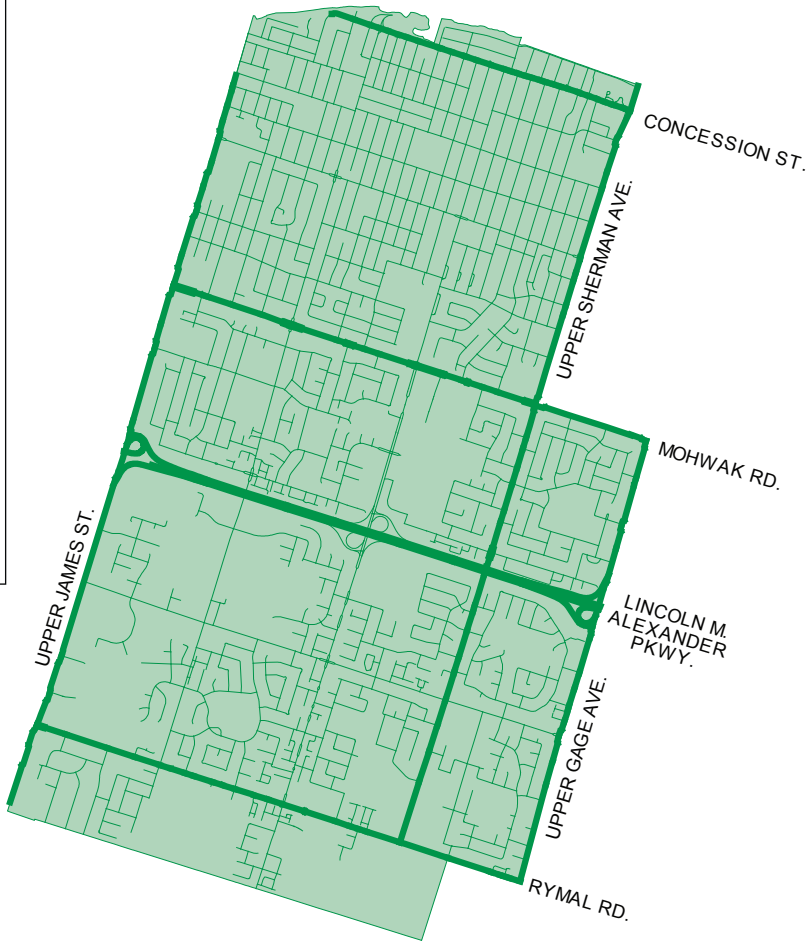 CONCESSION ST.
UPPER SHERMAN AVE.
MOHWAK RD.
UPPER JAMES ST.
LINCOLN M.
ALEXANDER
PKWY.
UPPER GAGE AVE.
RYMAL RD.